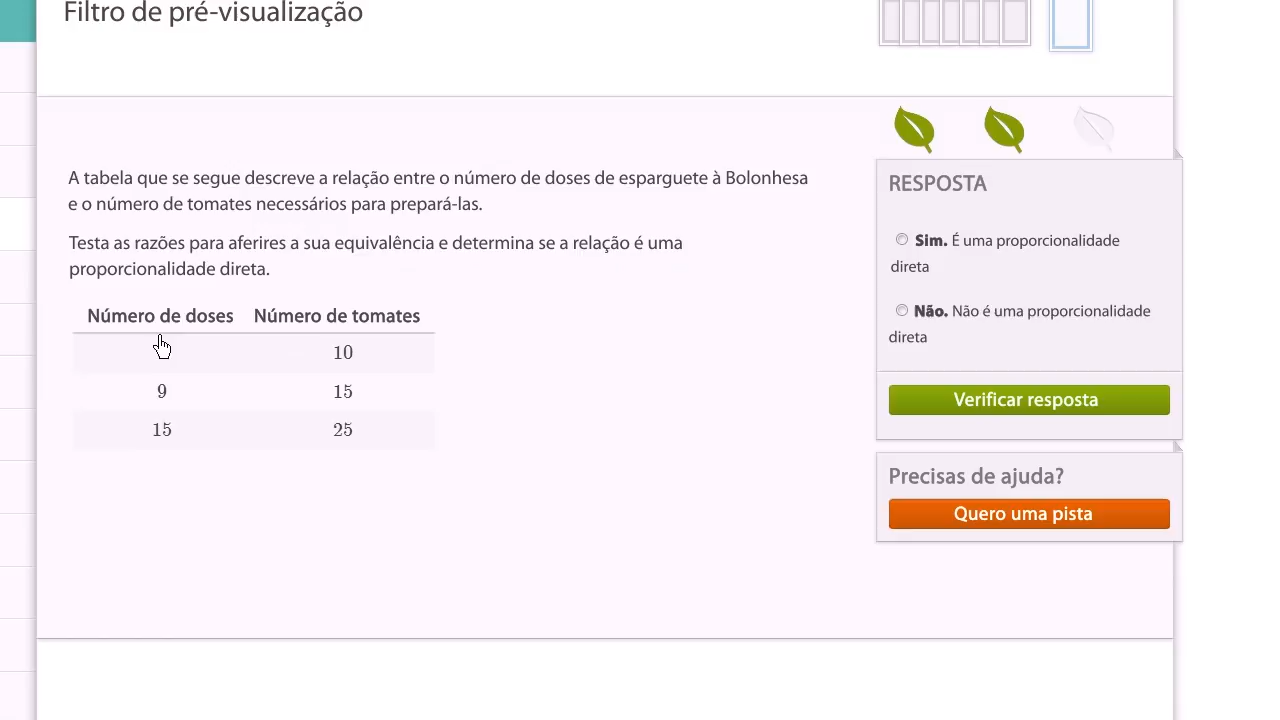 Filtro de pré-visualização
A tabela que se segue descreve a relação entre o número de doses de esparguete à Bolonhesa
e o número de tomates necessários para prepará-las.
Testa as razões para aferires a sua equivalência e determina se a relação é uma
proporcionalidade direta.
Número de doses Número de tomates
10
9 15
15 25
RESPOSTA
Sim. É uma proporcionalidade
direta
Não. Não é uma proporcionalidade
direta
Verificar resposta
Precisas de ajuda?
Quero uma pista